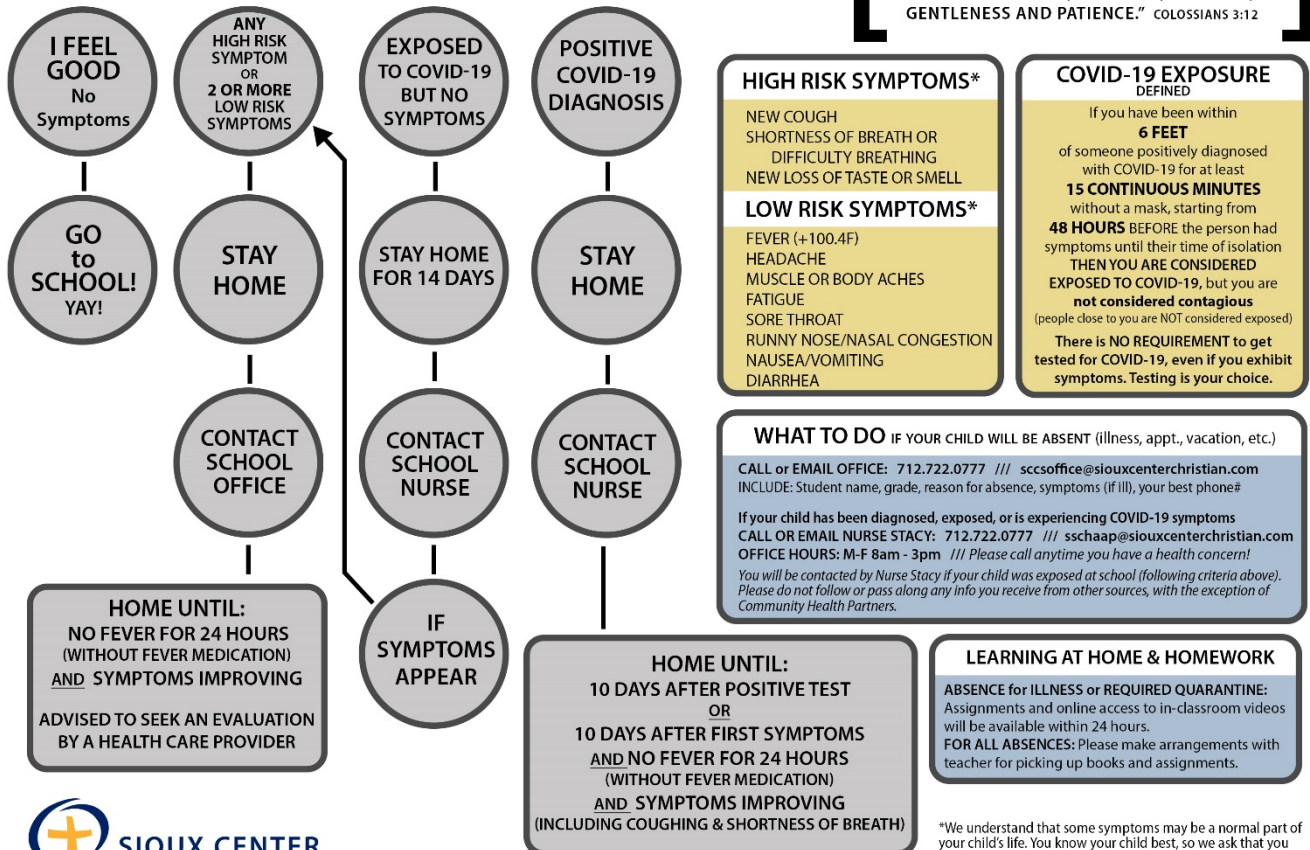 GENTLENESS AND PATIENCE.” COLOSSIANS 3:12
I FEEL
GOOD
No
Symptoms
GO
to
SCHOOL!
YAY!
ANY
HIGH RISK
SYMPTOM
OR
2 OR MORE
LOW RISK
SYMPTOMS
STAY
HOME
CONTACT
SCHOOL
OFFICE
HOME UNTIL:
NO FEVER FOR 24 HOURS
(WITHOUT FEVER MEDICATION)
AND SYMPTOMS IMPROVING
ADVISED TO SEEK AN EVALUATION
BY A HEALTH CARE PROVIDER
EXPOSED
TO COVID-19
BUT NO
SYMPTOMS
STAY HOME
FOR 14 DAYS
CONTACT
SCHOOL
NURSE
IF
SYMPTOMS
APPEAR
POSITIVE
COVID-19
DIAGNOSIS
STAY
HOME
CONTACT
SCHOOL
NURSE
HOME UNTIL:
10 DAYS AFTER POSITIVE TEST
OR
10 DAYS AFTER FIRST SYMPTOMS
AND NO FEVER FOR 24 HOURS
(WITHOUT FEVER MEDICATION)
AND SYMPTOMS IMPROVING
(INCLUDING COUGHING & SHORTNESS OF BREATH)
HIGH RISK SYMPTOMS*
NEW COUGH
SHORTNESS OF BREATH OR
DIFFICULTY BREATHING
NEW LOSS OF TASTE OR SMELL
LOW RISK SYMPTOMS*
FEVER (+100.4F)
HEADACHE
MUSCLE OR BODY ACHES
FATIGUE
SORE THROAT
RUNNY NOSE/NASAL CONGESTION
NAUSEA/VOMITING
DIARRHEA
COVID-19 EXPOSURE
DEFINED
If you have been within
6 FEET
of someone positively diagnosed
with COVID-19 for at least
15 CONTINUOUS MINUTES
without a mask, starting from
48 HOURS BEFORE the person had
symptoms until their time of isolation
THEN YOU ARE CONSIDERED
EXPOSED TO COVID-19, but you are
not considered contagious
(people close to you are NOT considered exposed)
There is NO REQUIREMENT to get
tested for COVID-19, even if you exhibit
symptoms. Testing is your choice.
WHAT TO DO IF YOUR CHILD WILL BE ABSENT (illness, appt., vacation, etc.)
CALL or EMAIL OFFICE: 712.722.0777 /// sccsoffice@siouxcenterchristian.com
INCLUDE: Student name, grade, reason for absence, symptoms (if ill), your best phone#
If your child has been diagnosed, exposed, or is experiencing COVID-19 symptoms
CALL OR EMAIL NURSE STACY: 712.722.0777 /// sschaap@siouxcenterchristian.com
OFFICE HOURS: M-F 8am - 3pm /// Please call anytime you have a health concern!
You will be contacted by Nurse Stacy if your child was exposed at school (following criteria above).
Please do not follow or pass along any info you receive from other sources, with the exception of
Community Health Partners.
LEARNING AT HOME & HOMEWORK
ABSENCE for ILLNESS or REQUIRED QUARANTINE:
Assignments and online access to in-classroom videos
will be available within 24 hours.
FOR ALL ABSENCES: Please make arrangements with
teacher for picking up books and assignments.
SIOUX CENTER
*We understand that some symptoms may be a normal part of
your child's life. You know your child best, so we ask that you